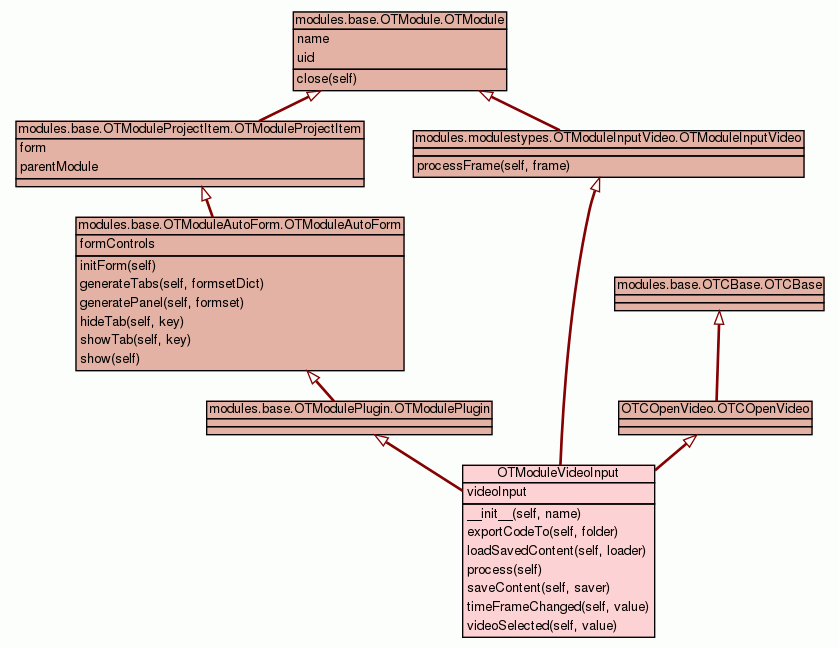 modules.base.OTModule.OTModule
name
uid
close(self)
modules.base.OTModuleProjectItem.OTModuleProjectItem
form
parentModule
modules.modulestypes.OTModuleInputVideo.OTModuleInputVideo
processFrame(self, frame)
modules.base.OTModuleAutoForm.OTModuleAutoForm
formControls
initForm(self)
generateTabs(self, formsetDict)
generatePanel(self, formset)
hideTab(self, key)
showTab(self, key)
show(self)
modules.base.OTCBase.OTCBase
modules.base.OTModulePlugin.OTModulePlugin
OTCOpenVideo.OTCOpenVideo
OTModuleVideoInput
videoInput
__init__(self, name)
exportCodeTo(self, folder)
loadSavedContent(self, loader)
process(self)
saveContent(self, saver)
timeFrameChanged(self, value)
videoSelected(self, value)